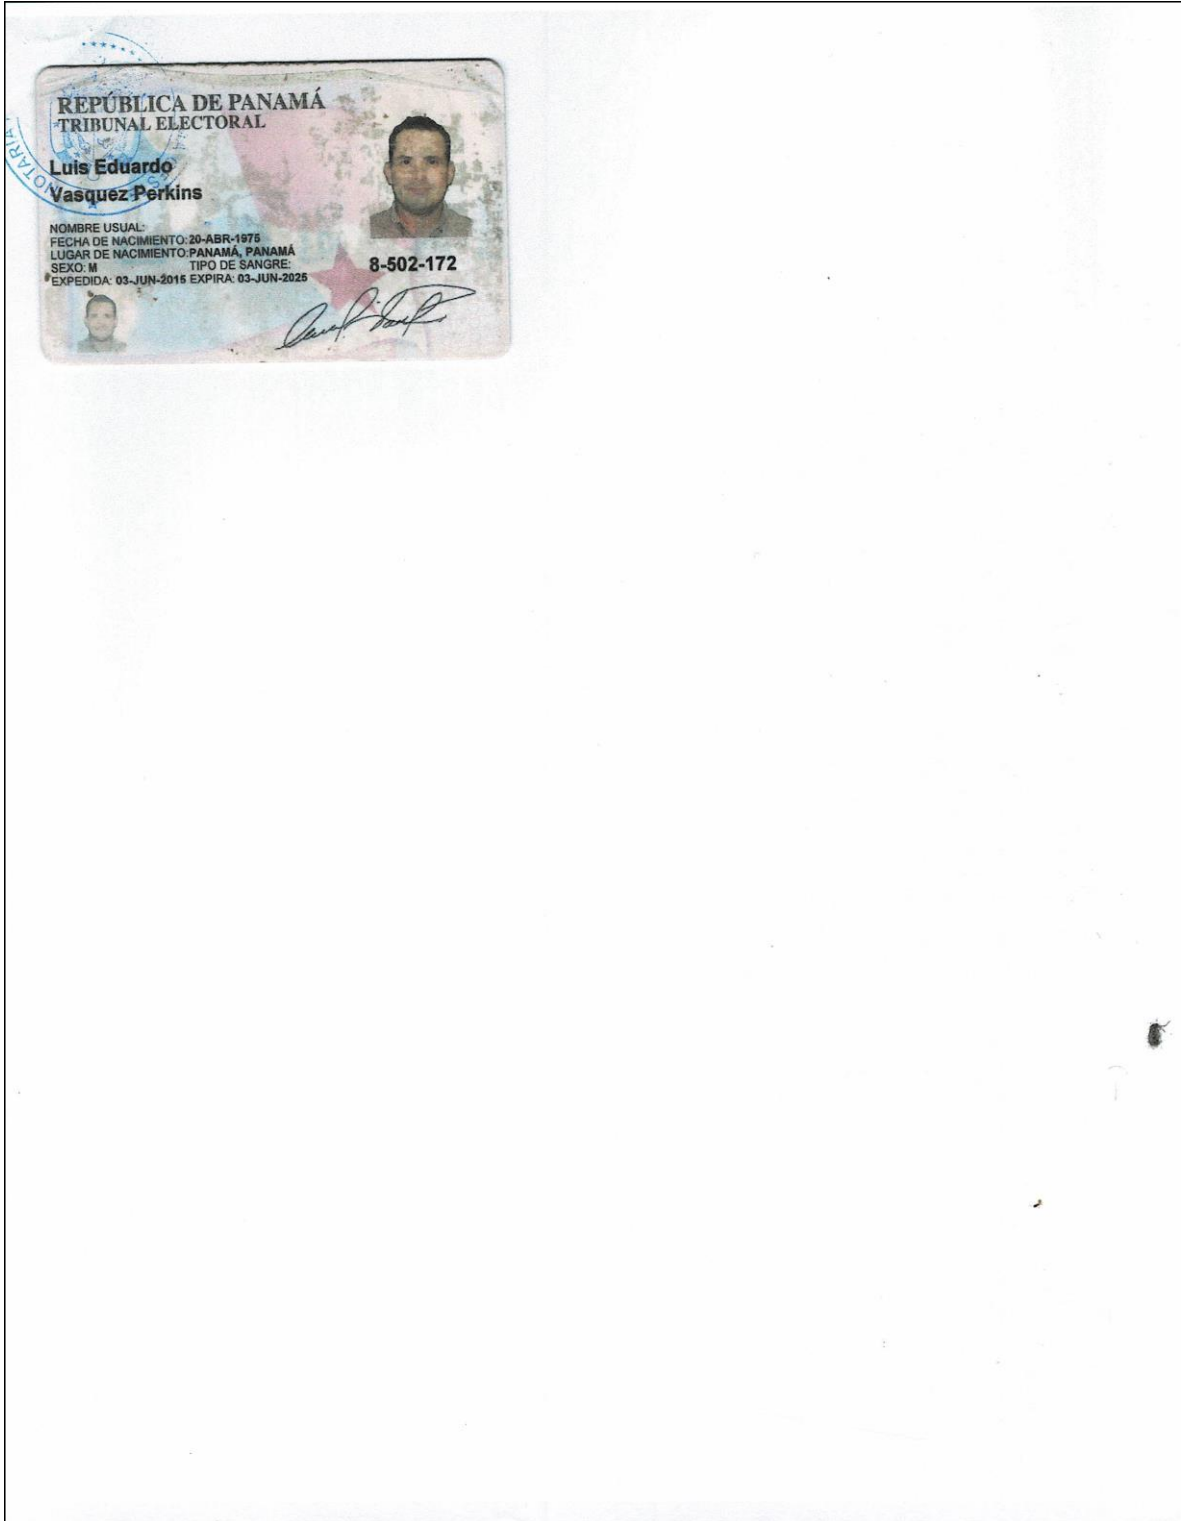 REPÚBLICA DE PANAMÁ
TRIBUNAL ELECTORAL
Luis Eduardo
Vasquez Perkins
NOMBRE USUAL:
FECHA DE NACIMIENTO: 20-ABR-1975
LUGAR DE NACIMIENTO: PANAMÁ, PANAMÁ
SEXO: M TIPO DE SANGRE:
EXPEDIDA: 03-JUN-2015 EXPIRA: 03-JUN-2025
8-502-172
NOTARIA